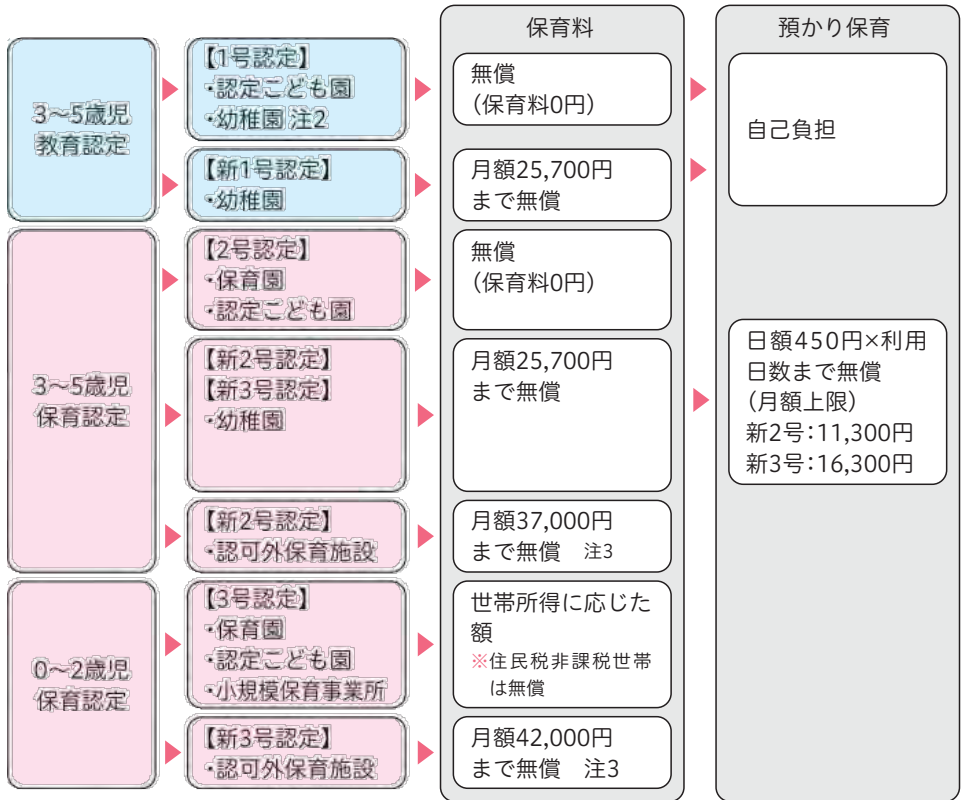 保育料
預かり保育
3～5歳児
教育認定
【1号認定】
・認定こども園
・幼稚園 注2
無償
（保育料0円）
自己負担
【新1号認定】
・幼稚園
月額25,700円
まで無償
3～5歳児
保育認定
【2号認定】
・保育園
・認定こども園
無償
（保育料0円）
【新2号認定】
【新3号認定】
・幼稚園
月額25,700円
まで無償
日額450円×利用
日数まで無償
（月額上限）
新2号：11,300円
新3号：16,300円
【新2号認定】
・認可外保育施設
月額37,000円
まで無償　注3
0～2歳児
保育認定
【3号認定】
・保育園
・認定こども園
・小規模保育事業所
世帯所得に応じた
額
※住民税非課税世帯
は無償
【新3号認定】
・認可外保育施設
月額42,000円
まで無償　注3